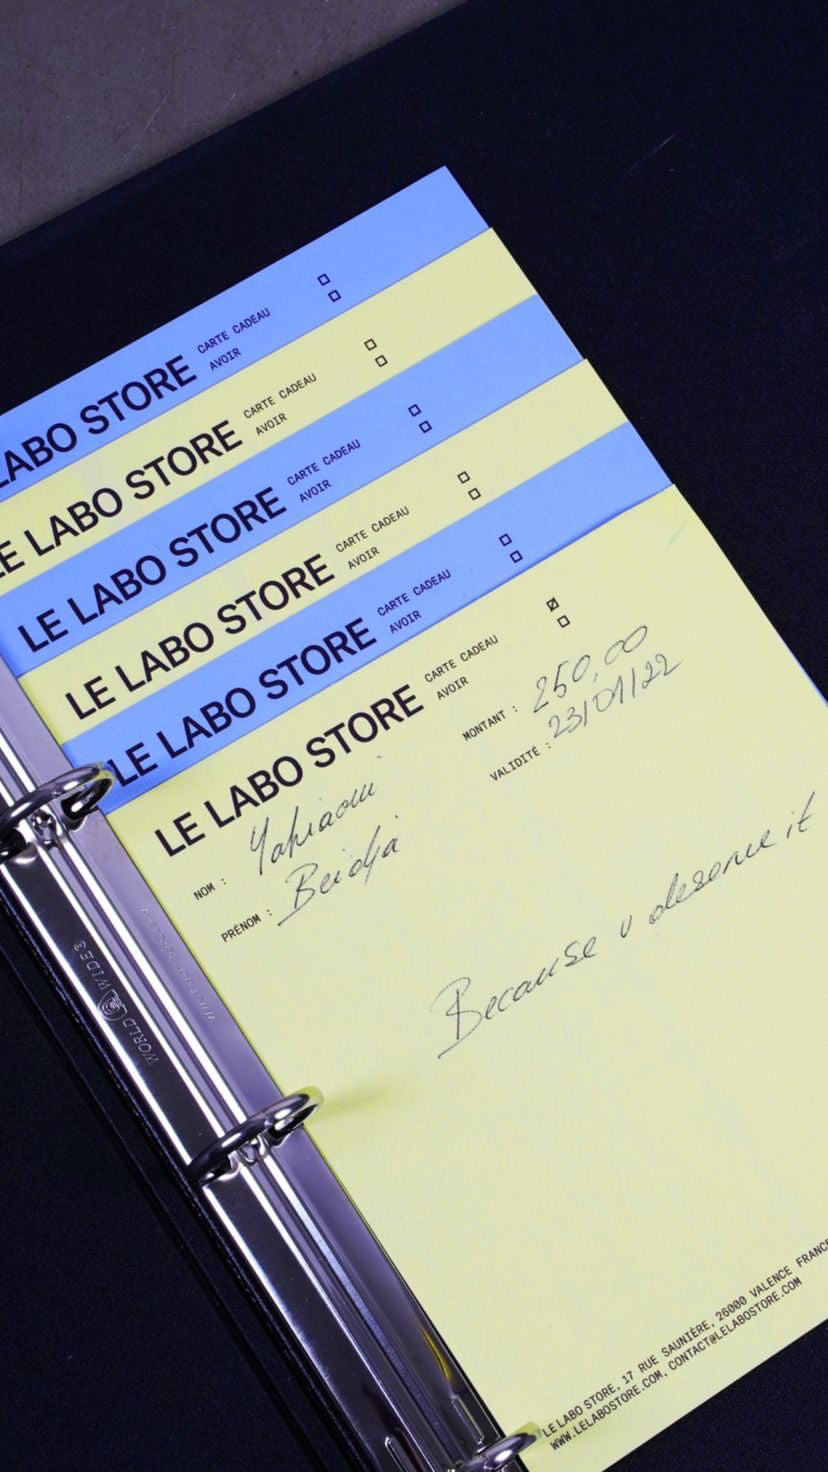 LABO STORE
CARTE CADEAU
AVOIR
LE LABO STORE
CARTE CADEAU
AVOIR
LE LABO STORE
CARTE CADEAU
AVOIR
LE LABO STORE
CARTE CADEAU
AVOIR
LE LABO STORE
CARTE CADEAU
AVOIR
LE LABO STORE
CARTE CADEAU
AVOIR
MONTANT : 250,00
VALIDITÉ : 23/01/22
NOM : Yahiaoui
PRÉNOM : Beidja
Because u deserve it
WORLD WIDE
LE LABO STORE, 17 RUE SAUNIÈRE, 26000 VALENCE FRANCE
WWW.LELABOSTORE.COM, CONTACT@LELABOSTORE.COM